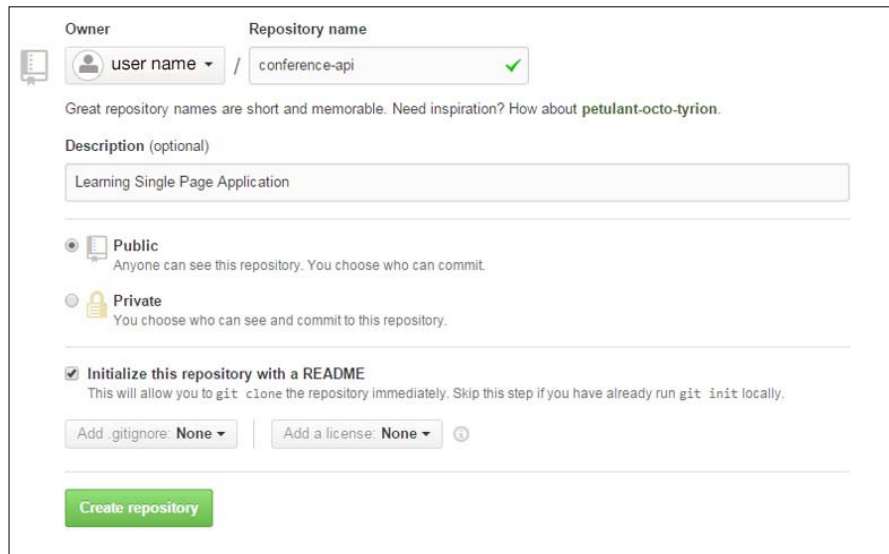 Owner Repository name
user name / conference-api
Great repository names are short and memorable. Need inspiration? How about petulant-octo-tyrion.
Description (optional)
Learning Single Page Application
Public
Anyone can see this repository. You choose who can commit.
Private
You choose who can see and commit to this repository.
Initialize this repository with a README
This will allow you to git clone the repository immediately. Skip this step if you have already run git init locally.
Add .gitignore: None Add a license: None
Create repository